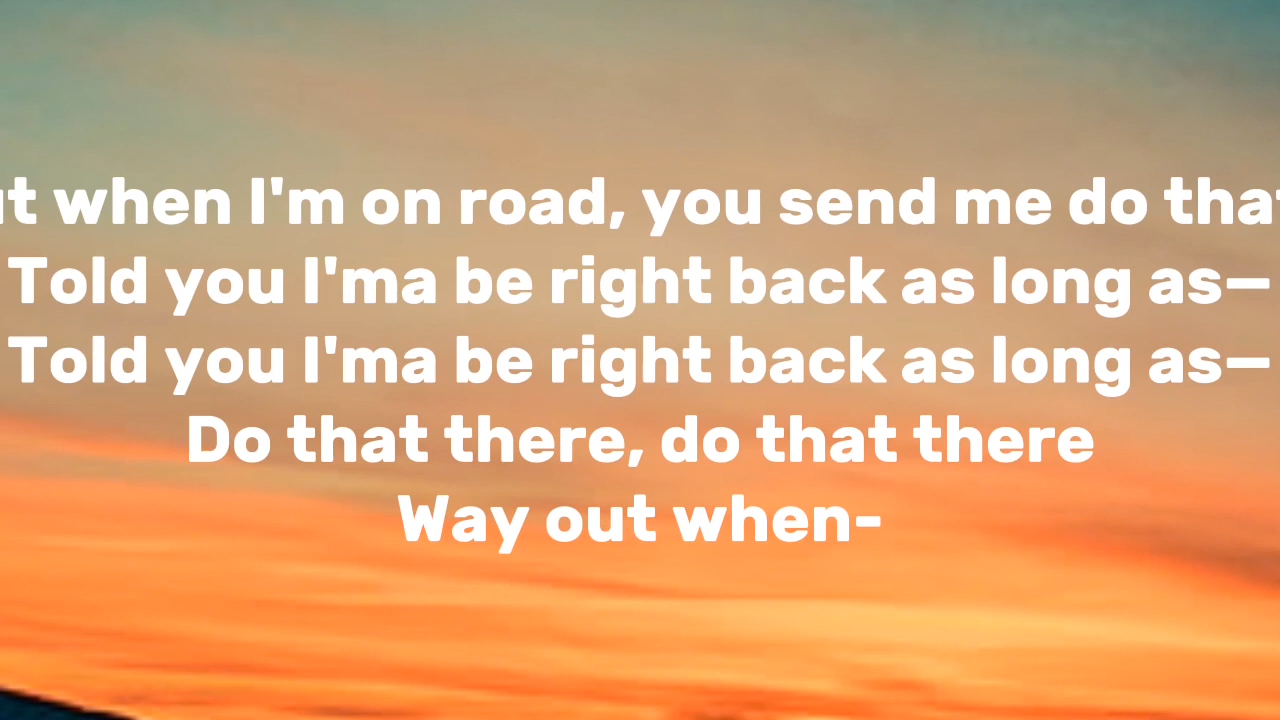 when I'm on road, you send me do
Told you I'ma be right back as long as—
Told you I'ma be right back as long as—
Do that there, do that there
Way out when-